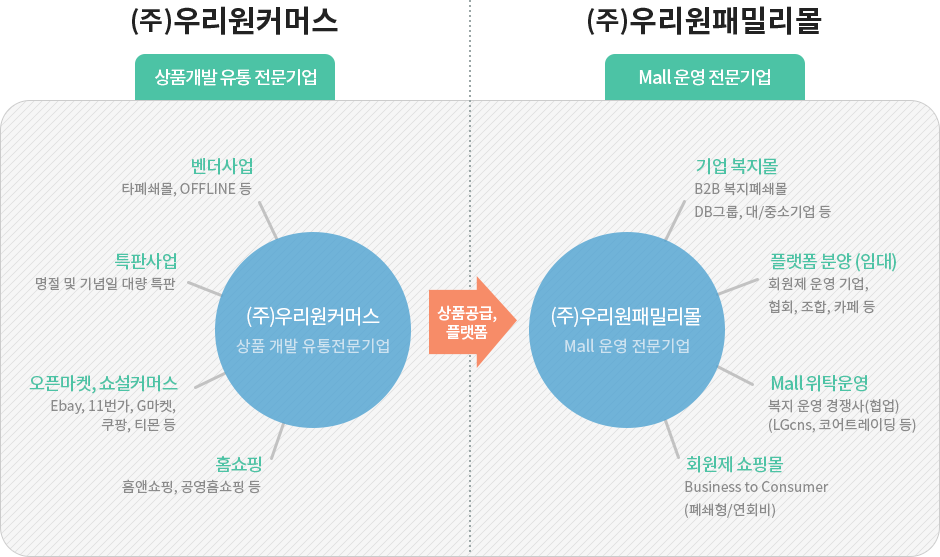 (주)우리원커머스
상품개발 유통 전문기업
벤더사업
타폐쇄몰, OFFLINE 등
특판사업
명절 및 기념일 대량 특판
오픈마켓, 쇼설커머스
Ebay, 11번가, G마켓,
쿠팡, 티몬 등
홈쇼핑
홈앤쇼핑, 공영홈쇼핑 등
(주)우리원커머스
상품 개발 유통전문기업
상품공급,
플랫폼
(주)우리원패밀리몰
Mall 운영 전문기업
기업 복지몰
B2B 복지폐쇄몰
DB그룹, 대/중소기업 등
플랫폼 분양 (임대)
회원제 운영 기업,
협회, 조합, 카페 등
(주)우리원패밀리몰
Mall 운영 전문기업
Mall 위탁운영
복지 운영 경쟁사(협업)
(LGcns, 코어트레이딩 등)
회원제 쇼핑몰
Business to Consumer
(폐쇄형/연회비)